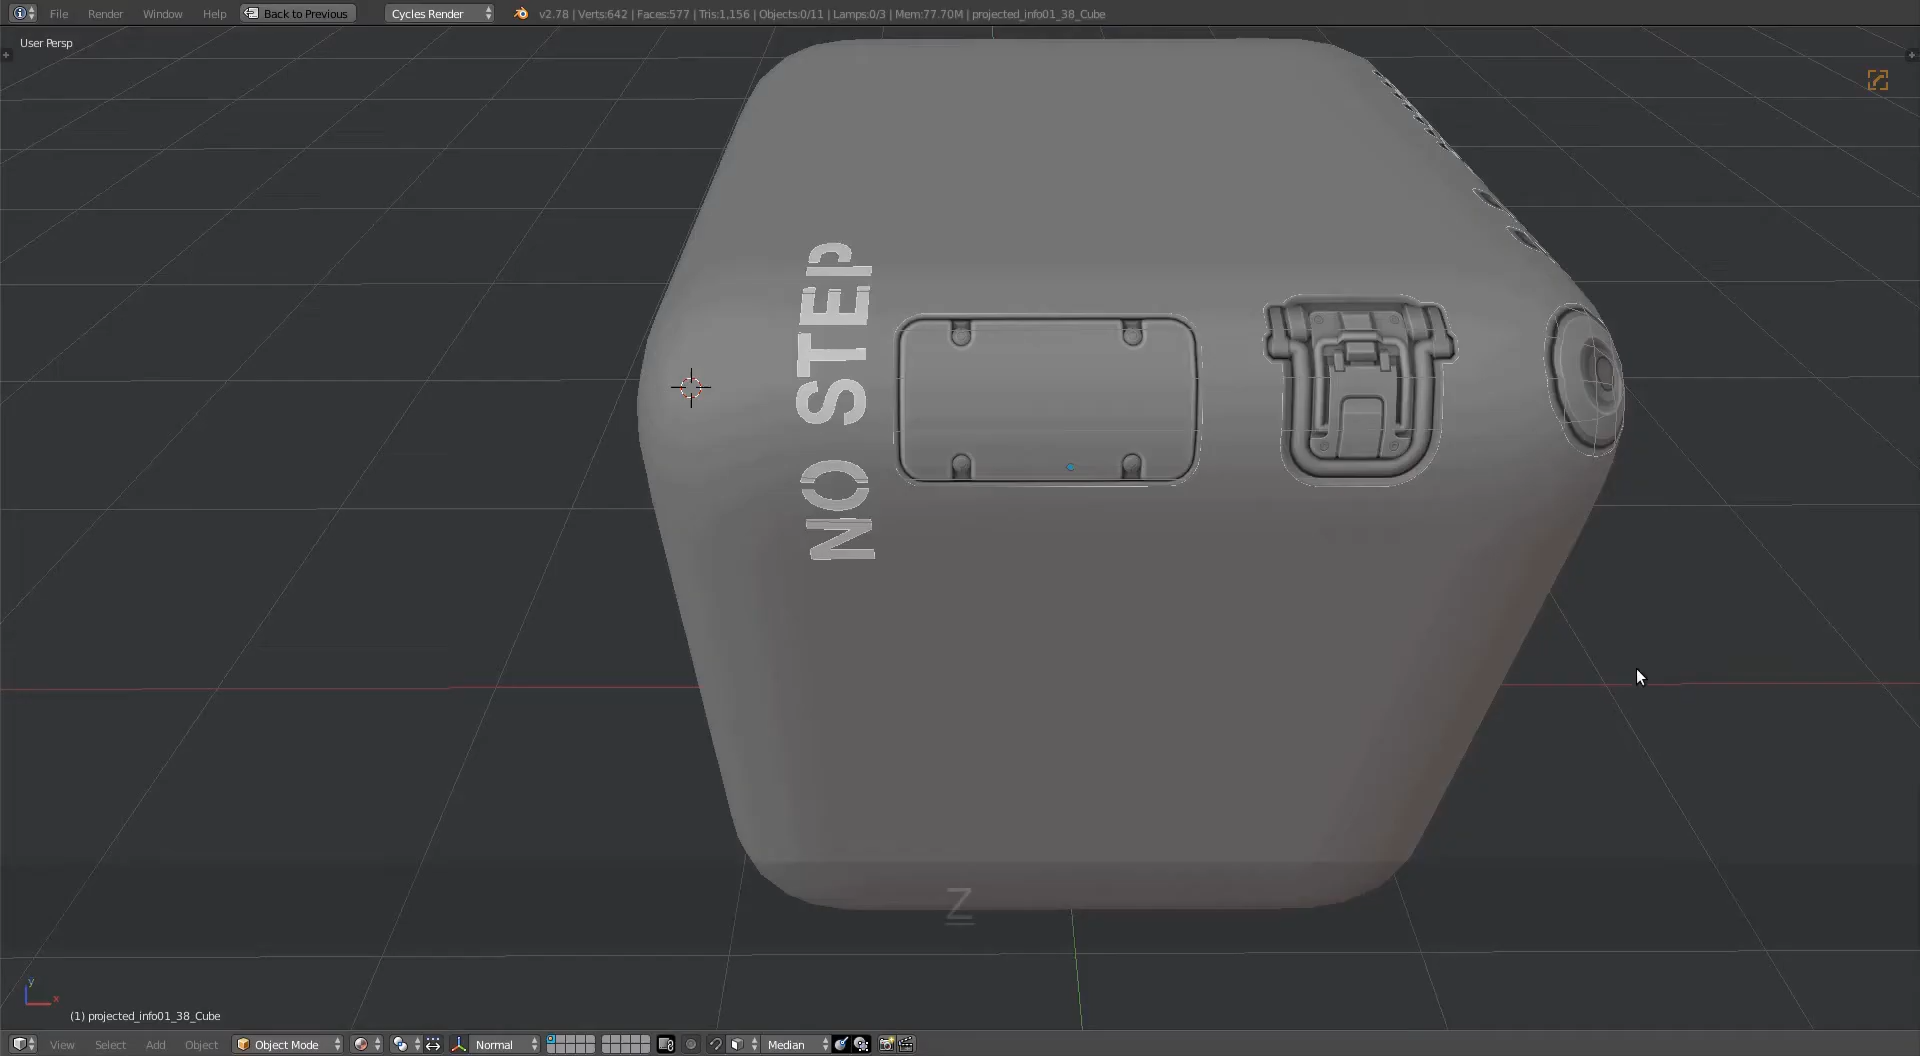 File Render Window Help Back to Previous Cycles Render v2.78 | Verts:642 | Faces:577 | Tris:1,156 | Objects:0/11 | Lamps:0/3 | Mem:77.70M | projected_info01_38_Cube
User Persp
NO STEP
Z
y
x
(1) projected_info01_38_Cube
View Select Add Object Object Mode Normal Median